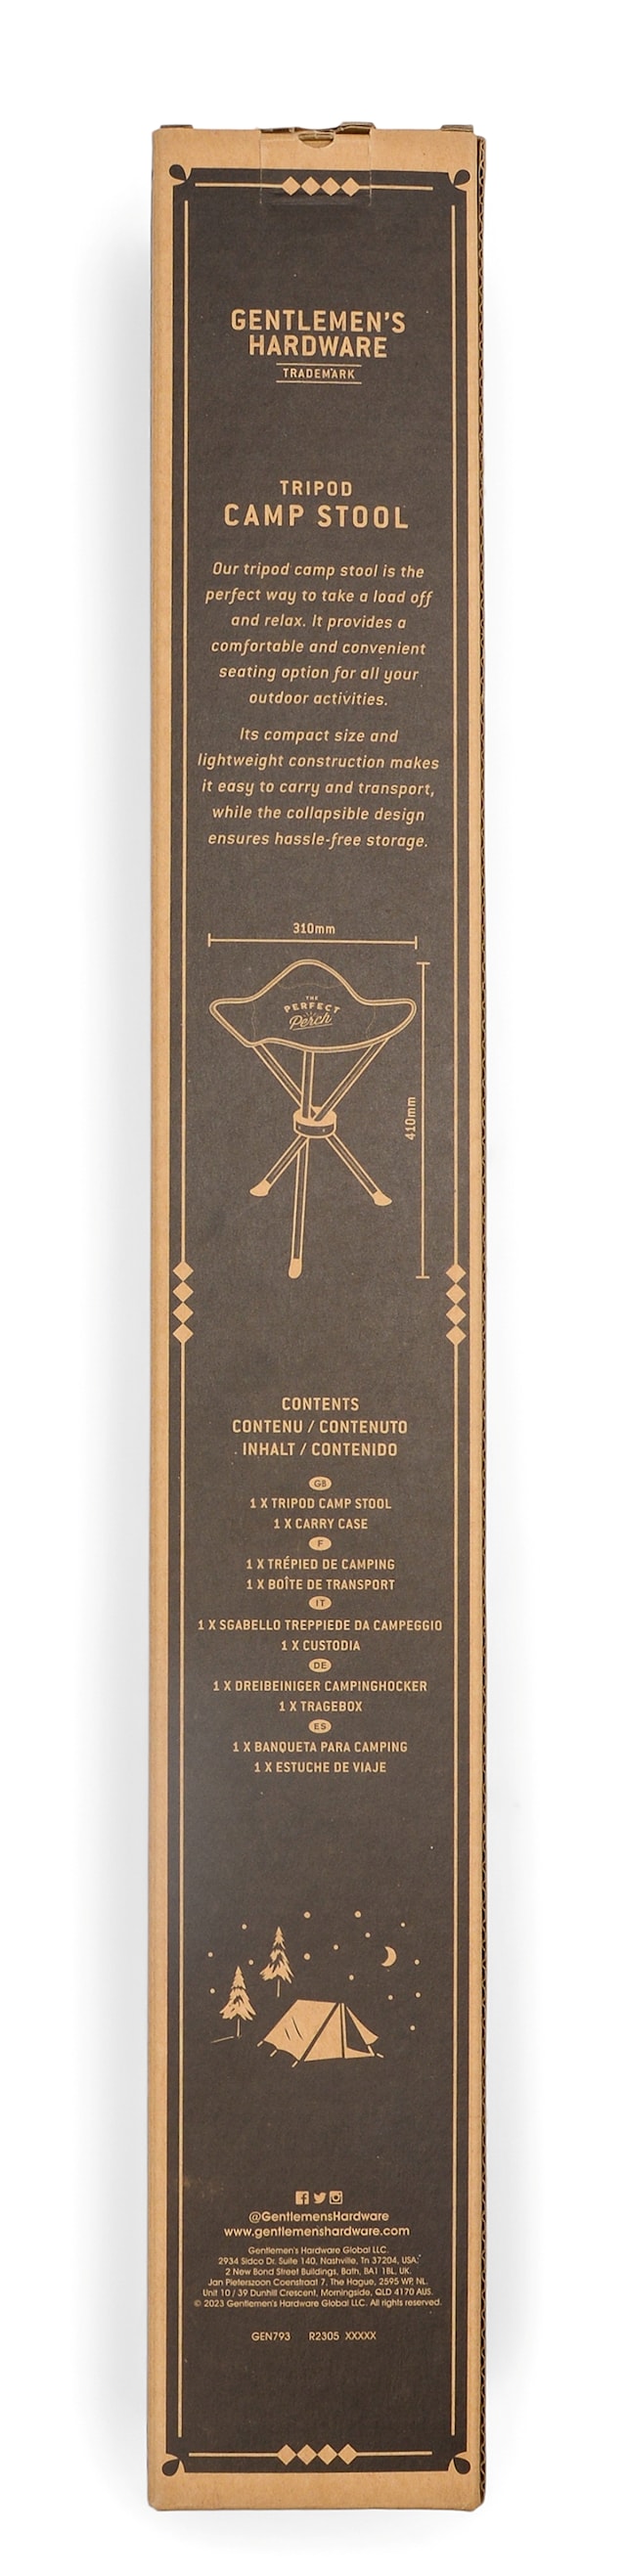 GENTLEMEN'S
HARDWARE
TRADEMARK
TRIPOD
CAMP STOOL
Our tripod camp stool is the
perfect way to take a load off
and relax. It provides a
comfortable and convenient
seating option for all your
outdoor activities.
Its compact size and
lightweight construction makes
it easy to carry and transport,
while the collapsible design
ensures hassle-free storage.
310mm
THE
PERFECT
Perch
410mm
CONTENTS
CONTENU / CONTENUTO
INHALT / CONTENIDO
GB
1 X TRIPOD CAMP STOOL
1 X CARRY CASE
F
1 X TRÉPIED DE CAMPING
1 X BOÎTE DE TRANSPORT
IT
1 X SGABELLO TREPPIEDE DA CAMPEGGIO
1 X CUSTODIA
DE
1 X DREIBEINIGER CAMPINGHOCKER
1 X TRAGEBOX
ES
1 X BANQUETA PARA CAMPING
1 X ESTUCHE DE VIAJE
@GentlemensHardware
www.gentlemenshardware.com
Gentlemen's Hardware Global LLC.
2934 Sidco Dr. Suite 140, Nashville, Tn 37204, USA.
2 New Bond Street Buildings, Bath, BA1 1BL, UK.
Jan Pieterszoon Coenstraat 7, The Hague, 2595 WP, NL.
Unit 10 / 39 Dunhill Crescent, Morningside, QLD 4170 AUS.
© 2023 Gentlemen's Hardware Global LLC. All rights reserved.
GEN793 R2305 XXXXX